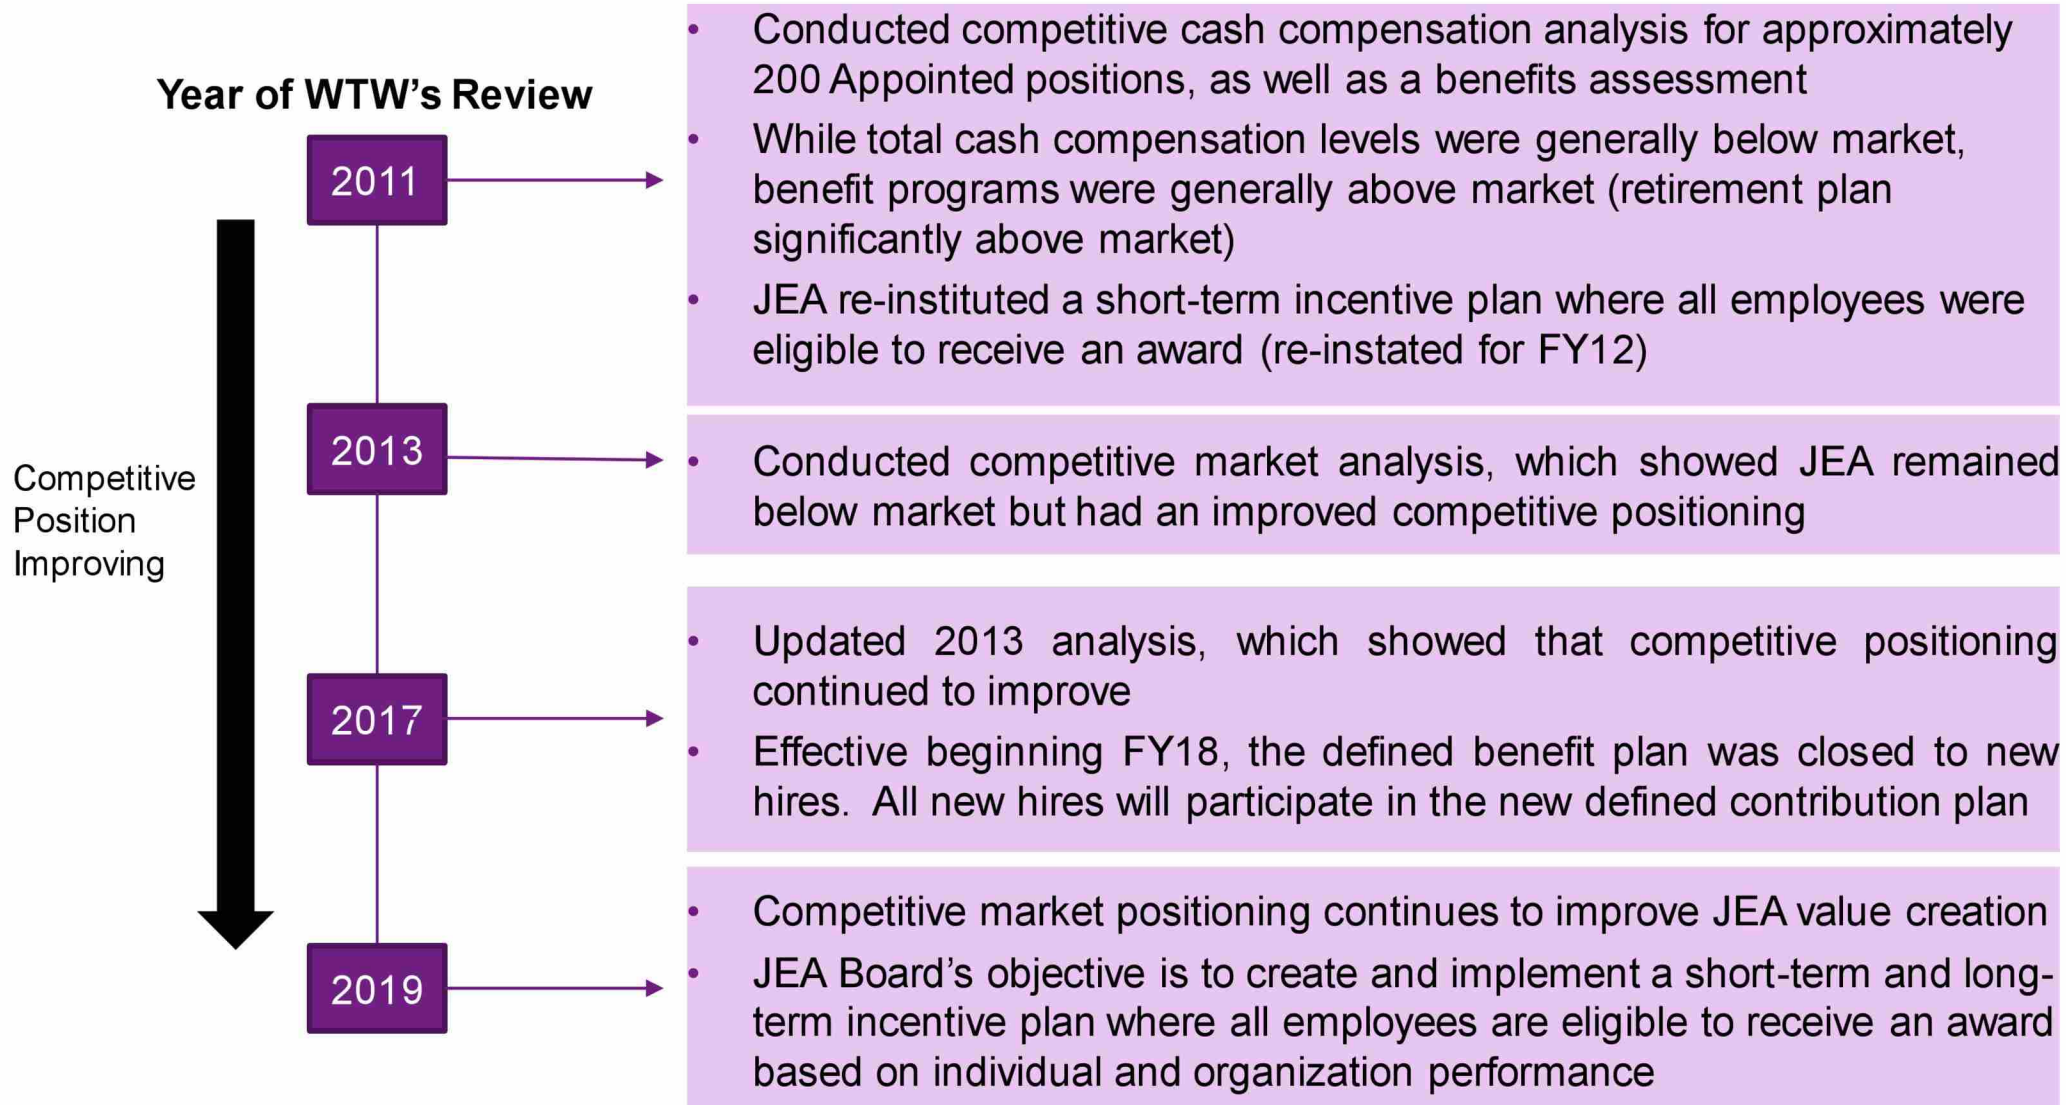 Year of WTW's Review
2011
• Conducted competitive cash compensation analysis for approximately
200 Appointed positions, as well as a benefits assessment
• While total cash compensation levels were generally below market,
benefit programs were generally above market (retirement plan
significantly above market)
• JEA re-instituted a short-term incentive plan where all employees were
eligible to receive an award (re-instated for FY12)
Competitive
Position
Improving
2013
• Conducted competitive market analysis, which showed JEA remained
below market but had an improved competitive positioning
2017
• Updated 2013 analysis, which showed that competitive positioning
continued to improve
• Effective beginning FY18, the defined benefit plan was closed to new
hires.  All new hires will participate in the new defined contribution plan
2019
• Competitive market positioning continues to improve JEA value creation
• JEA Board's objective is to create and implement a short-term and long-
term incentive plan where all employees are eligible to receive an award
based on individual and organization performance